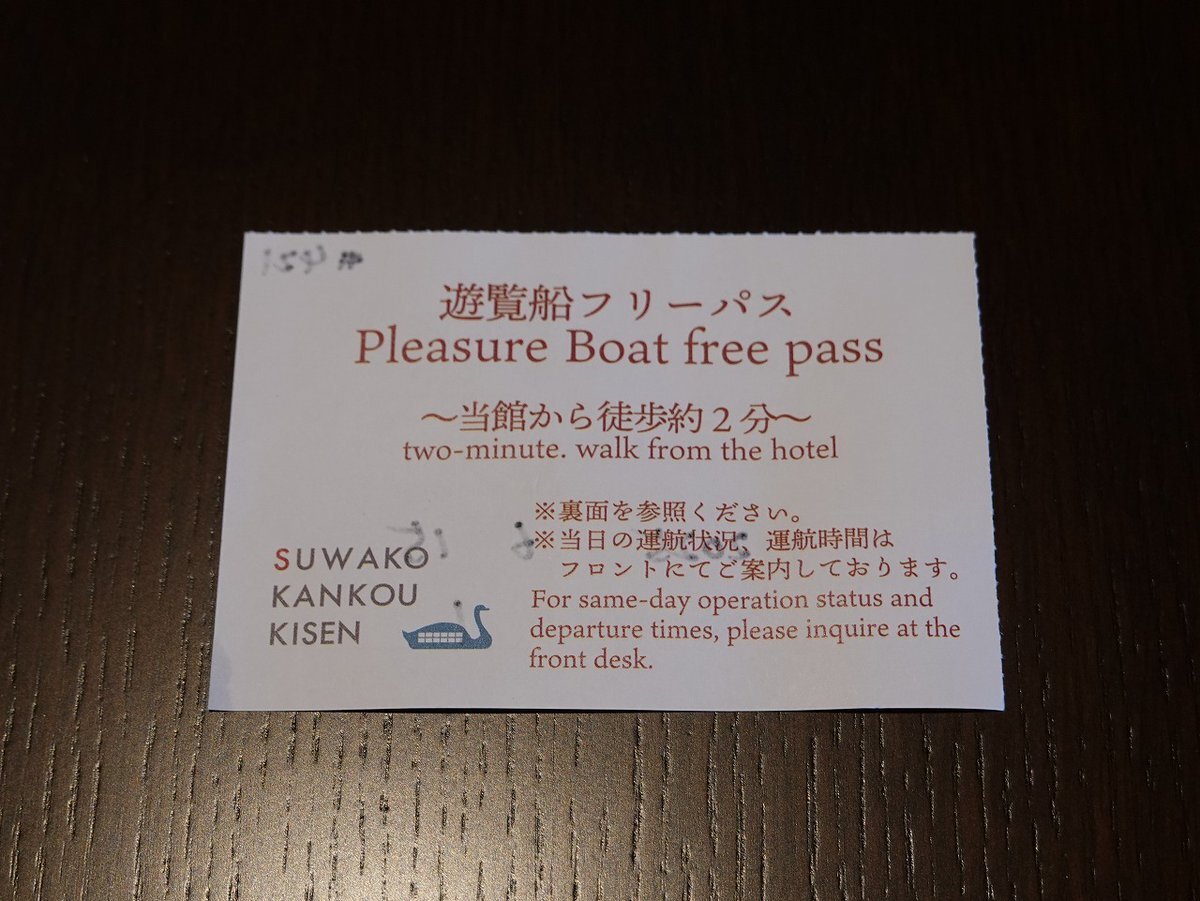 遊覧船フリーパス
Pleasure Boat free pass
～当館から徒歩約2分～
two-minute. walk from the hotel
※裏面を参照ください。
※当日の運航状況、運航時間は
フロントにてご案内しております。
For same-day operation status and
departure times, please inquire at the
front desk.
SUWAKO
KANKOU
KISEN